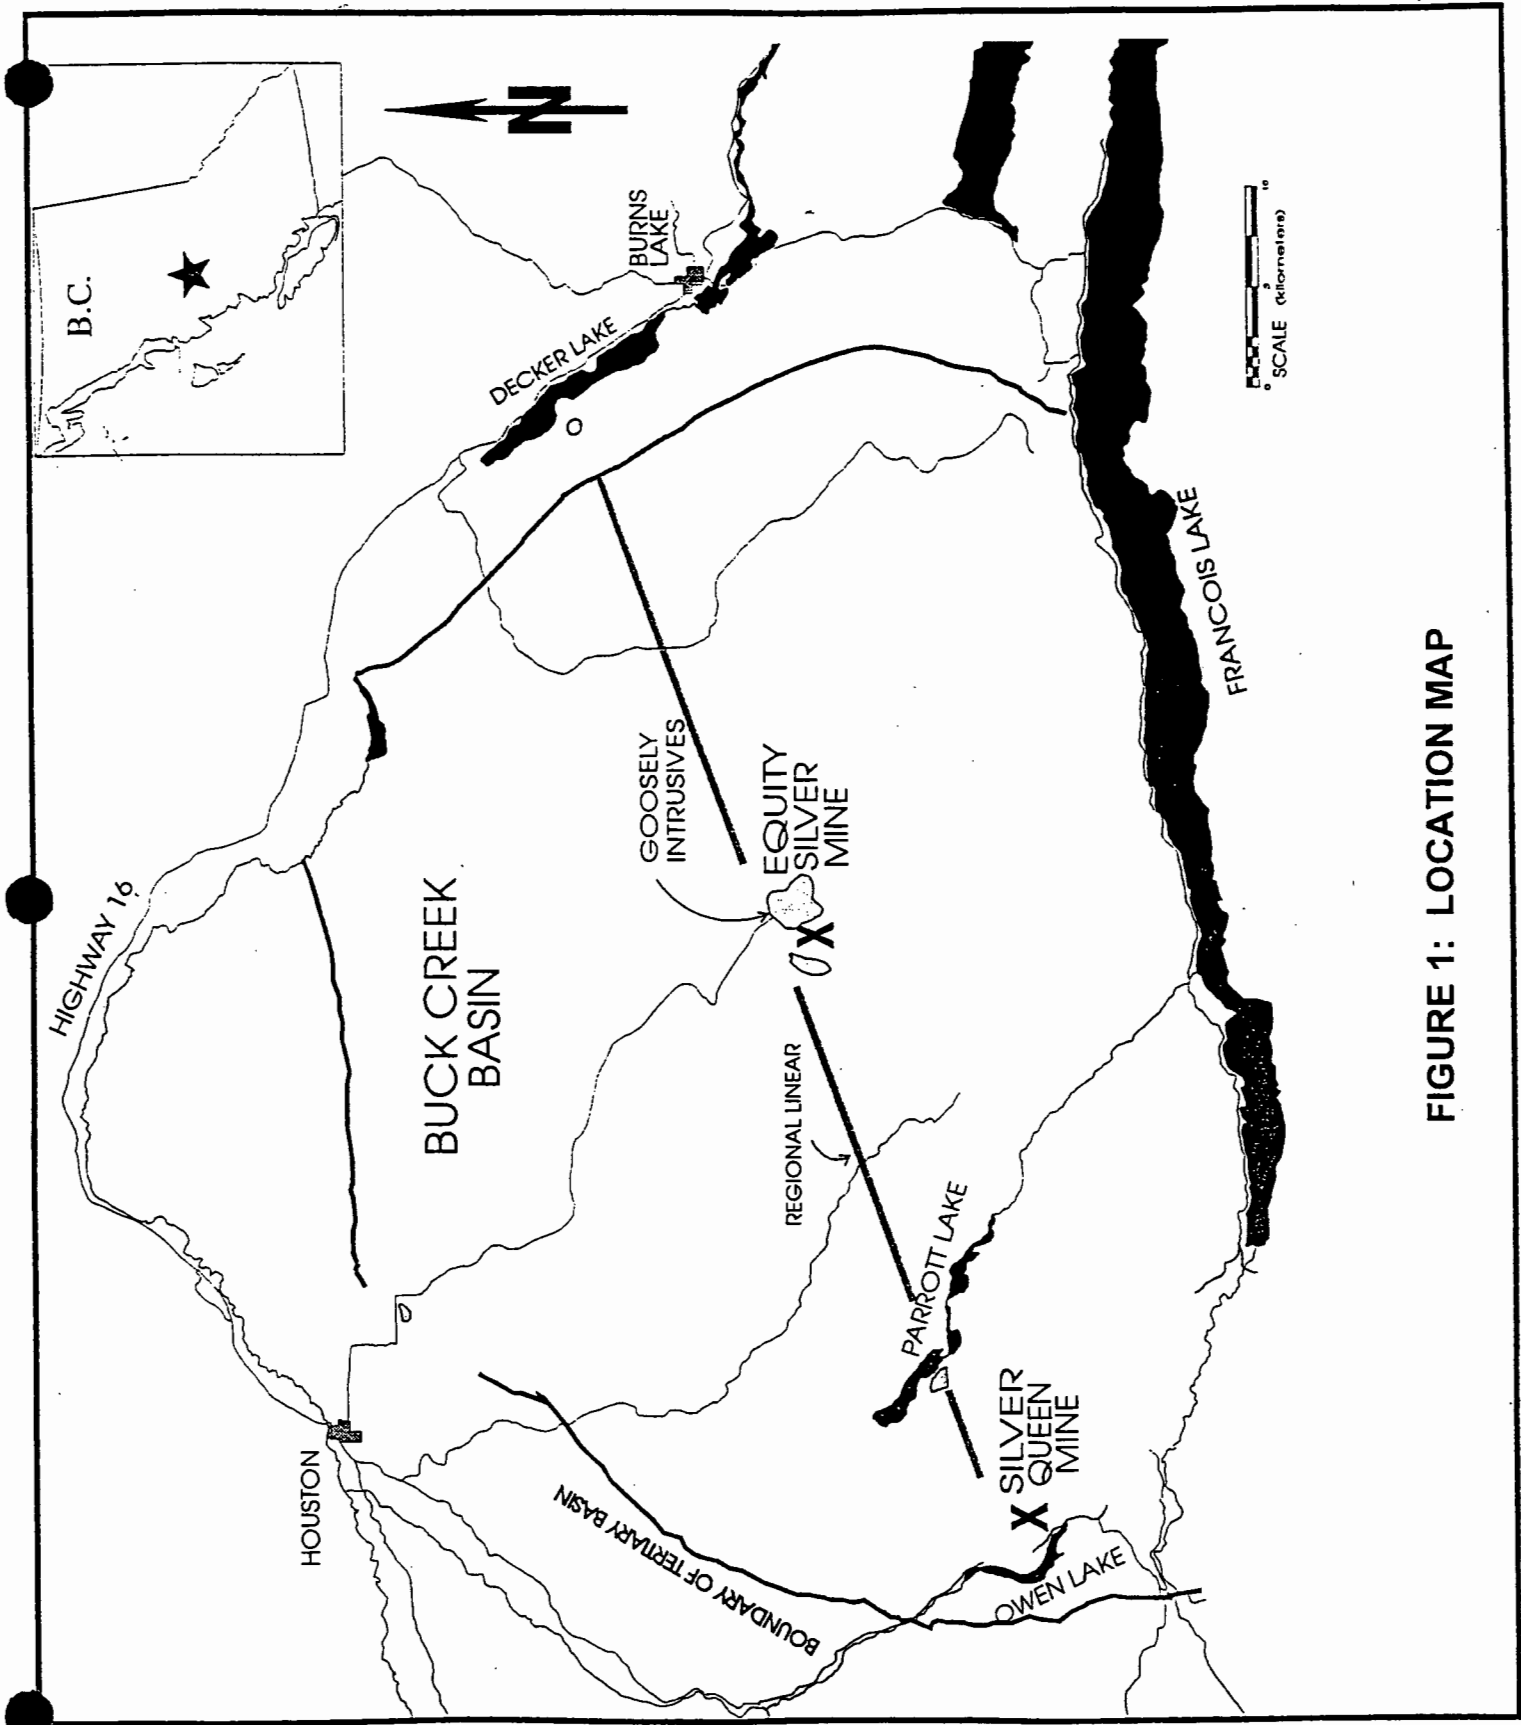 B.C.
N
HIGHWAY 16
HOUSTON
BUCK CREEK
BASIN
DECKER LAKE
BURNS
LAKE
GOOSELY
INTRUSIVES
EQUITY
SILVER
MINE
X
REGIONAL LINEAR
BOUNDARY OF TERTIARY BASIN
PARROTT LAKE
SILVER
QUEEN
MINE
X
OWEN LAKE
FRANCOIS LAKE
0 5 10
SCALE (kilometers)
FIGURE 1: LOCATION MAP